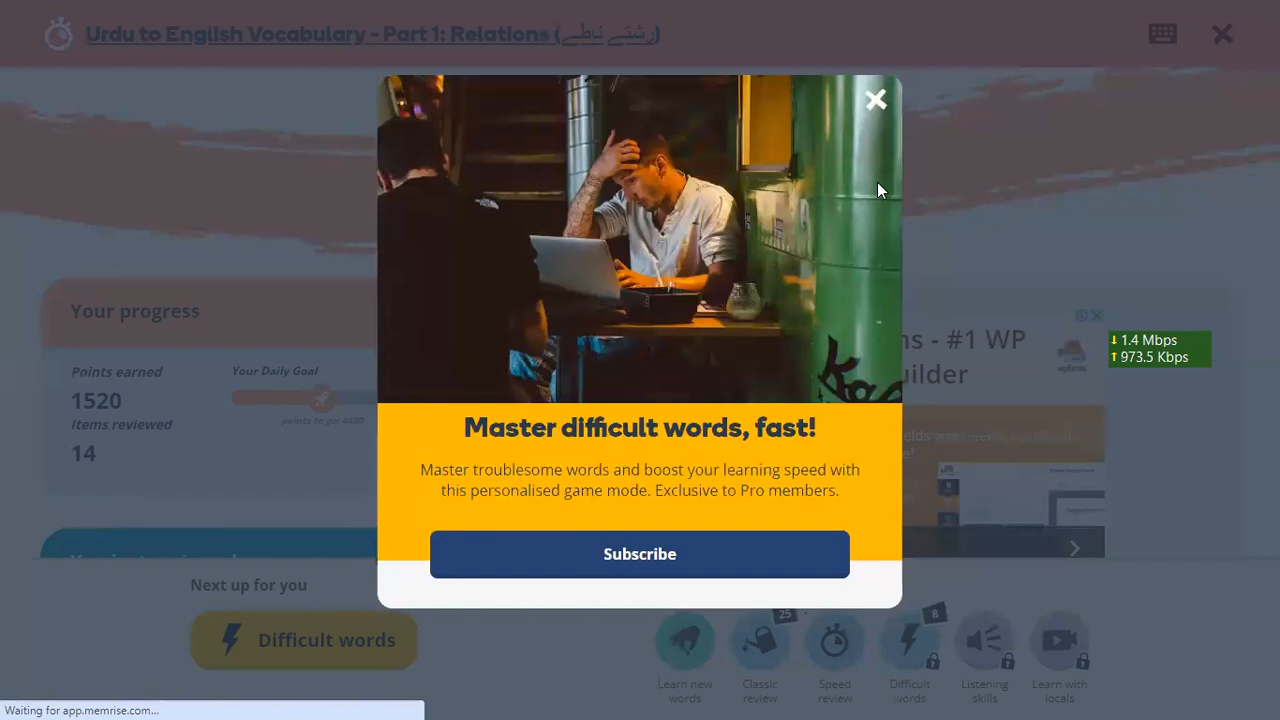 Urdu to English Vocabulary - Part 1: Relations (رشتے ناطے)
Your progress
Points earned
1520
Your Daily Goal
points to go: 4480
Items reviewed
14
ns - #1 WP
uilder
↓ 1.4 Mbps
↑ 973.5 Kbps
Master difficult words, fast!
Master troublesome words and boost your learning speed with
this personalised game mode. Exclusive to Pro members.
Subscribe
Next up for you
Difficult words
25
8
Learn new
words
Classic
review
Speed
review
Difficult
words
Listening
skills
Learn with
locals
Waiting for app.memrise.com...